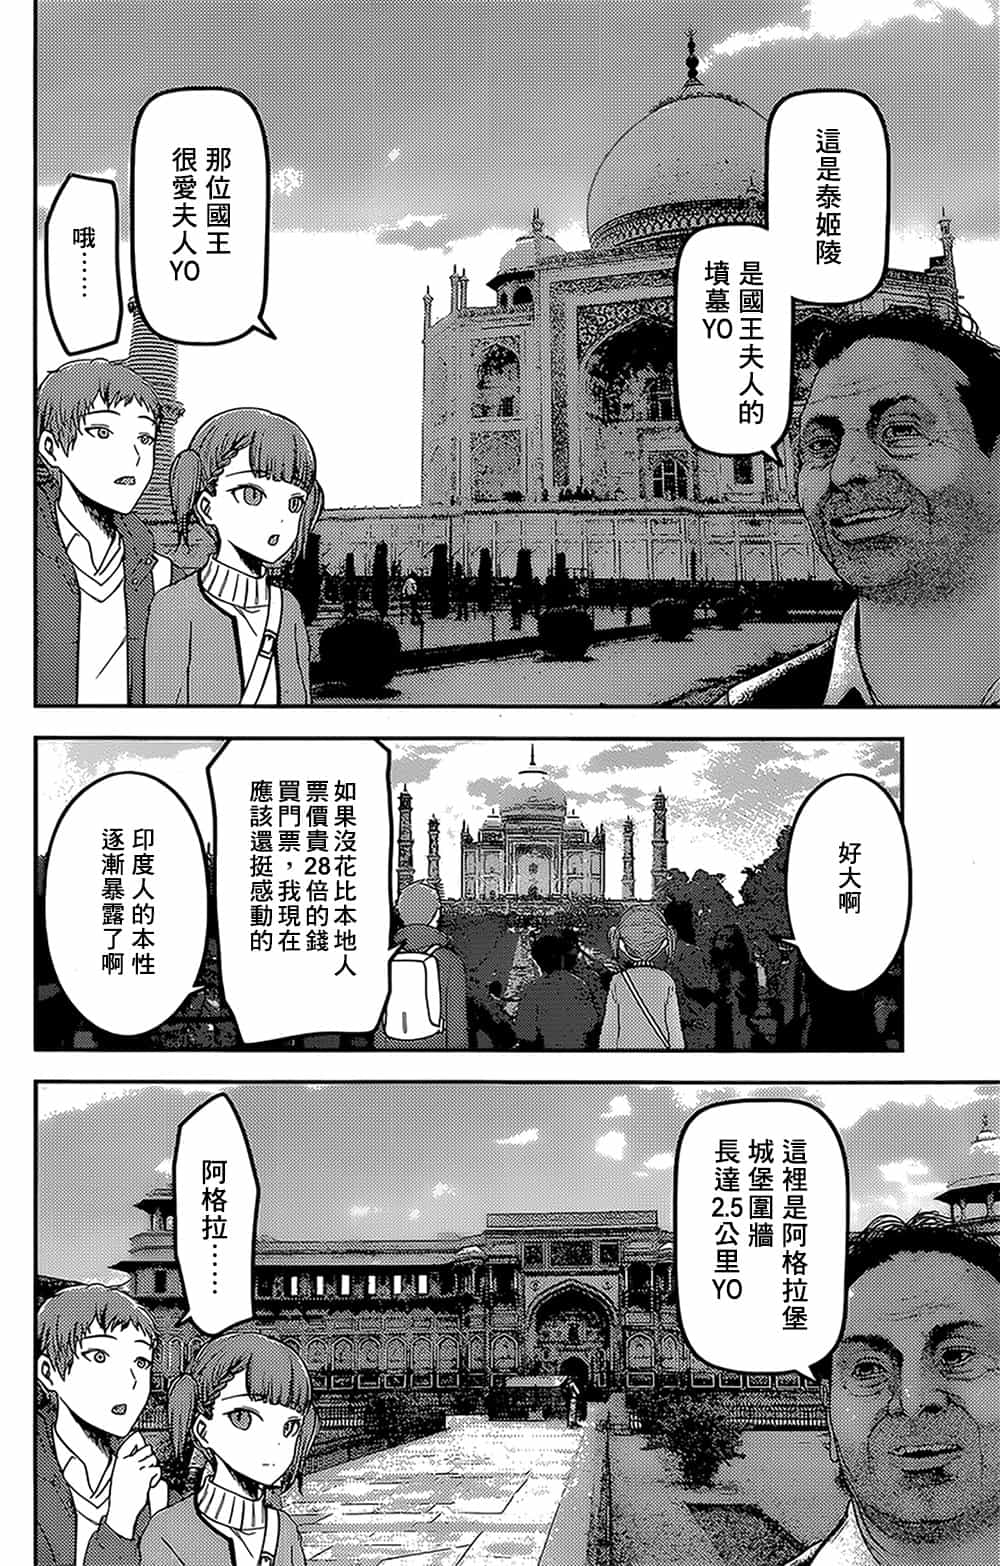 這是泰姬陵
是國王夫人的
墳墓YO
那位國王
很愛夫人YO
哦……
好大啊
如果沒花比本地人
票價貴28倍的錢
買門票，我現在
應該還挺感動的
印度人的本性
逐漸暴露了啊
這裡是阿格拉堡
城堡圍牆
長達2.5公里
YO
阿格拉……